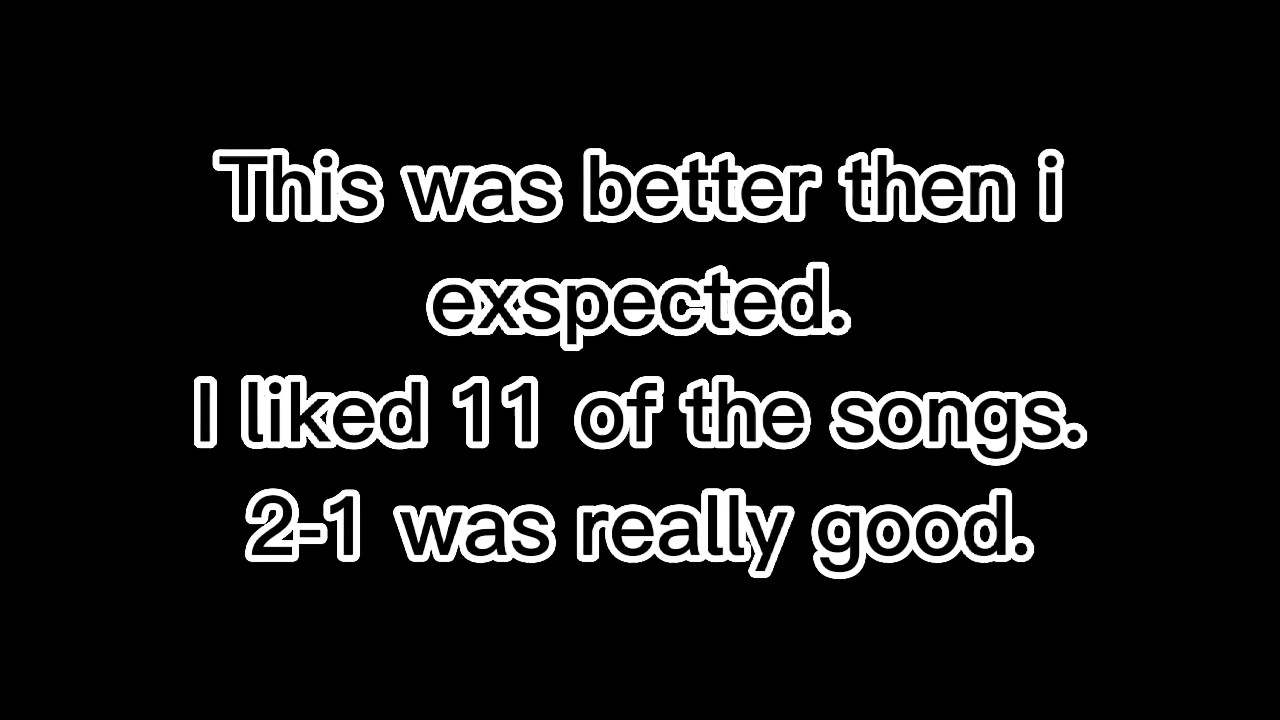 This was better then i
exspected.
I liked 11 of the songs.
2-1 was really good.